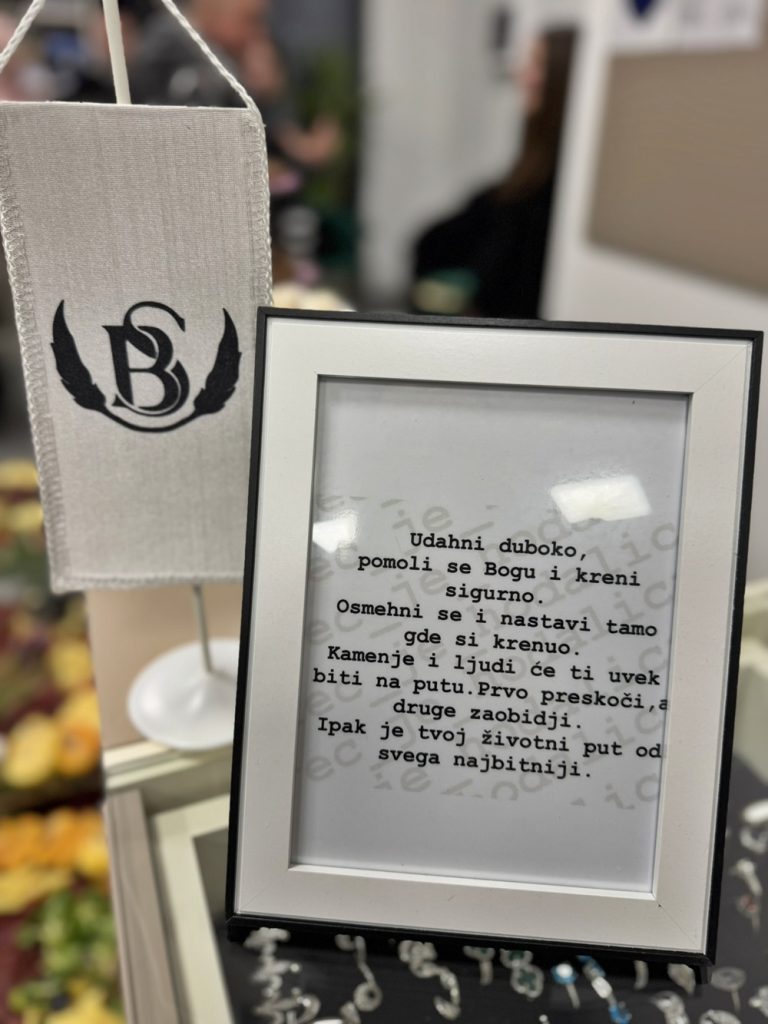 BS
Udahni duboko,
pomoli se Bogu i kreni
sigurno.
Osmehni se i nastavi tamo
gde si krenuo.
Kamenje i ljudi će ti uvek
biti na putu.Prvo preskoči,a
druge zaobidji.
Ipak je tvoj životni put od
svega najbitniji.